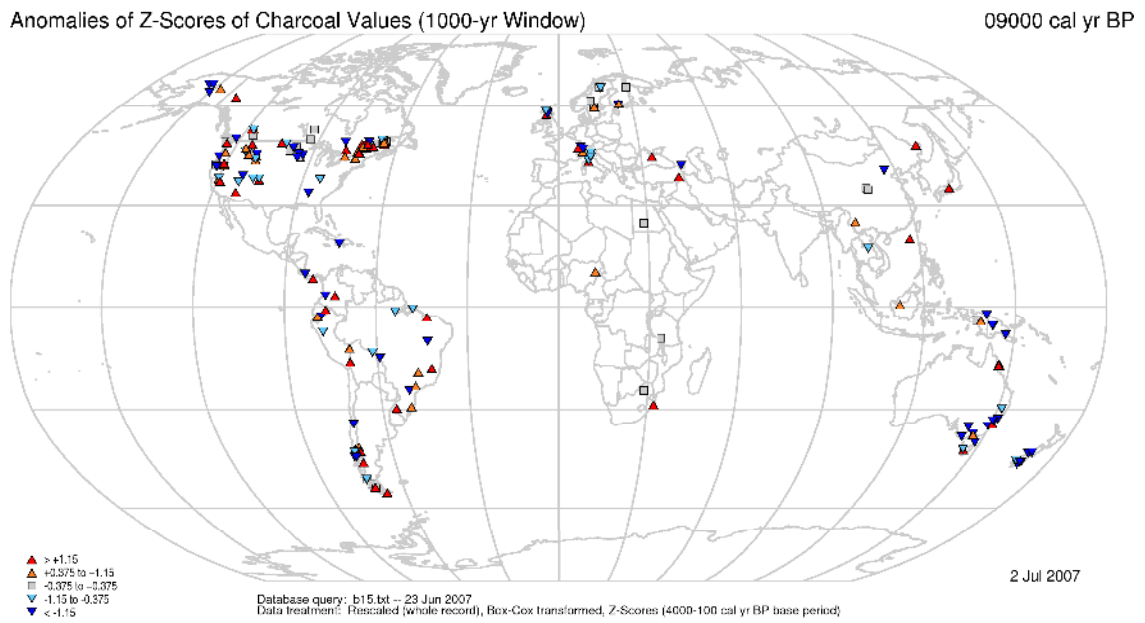 Anomalies of Z-Scores of Charcoal Values (1000-yr Window)
09000 cal yr BP
> +1.15
+0.375 to -1.15
-0.375 to -0.375
-1.15 to -0.375
< -1.15
2 Jul 2007
Database query: b15.txt -- 23 Jun 2007
Data treatment: Rescaled (whole record), Box-Cox transformed, Z-Scores (4000-100 cal yr BP base period)